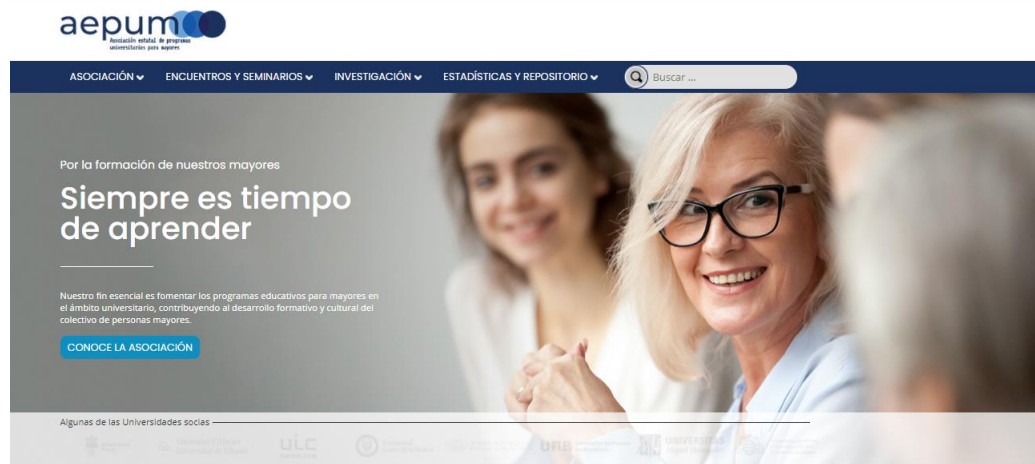 aepum
Asociación estatal de programas
universitarios para mayores
ASOCIACIÓN
ENCUENTROS Y SEMINARIOS
INVESTIGACIÓN
ESTADÍSTICAS Y REPOSITORIO
Buscar ...
Por la formación de nuestros mayores
Siempre es tiempo
de aprender
Nuestro fin esencial es fomentar los programas educativos para mayores en
el ámbito universitario, contribuyendo al desarrollo formativo y cultural del
colectivo de personas mayores.
CONOCE LA ASOCIACIÓN
Algunas de las Universidades socias
uic
UNIVERSITAS